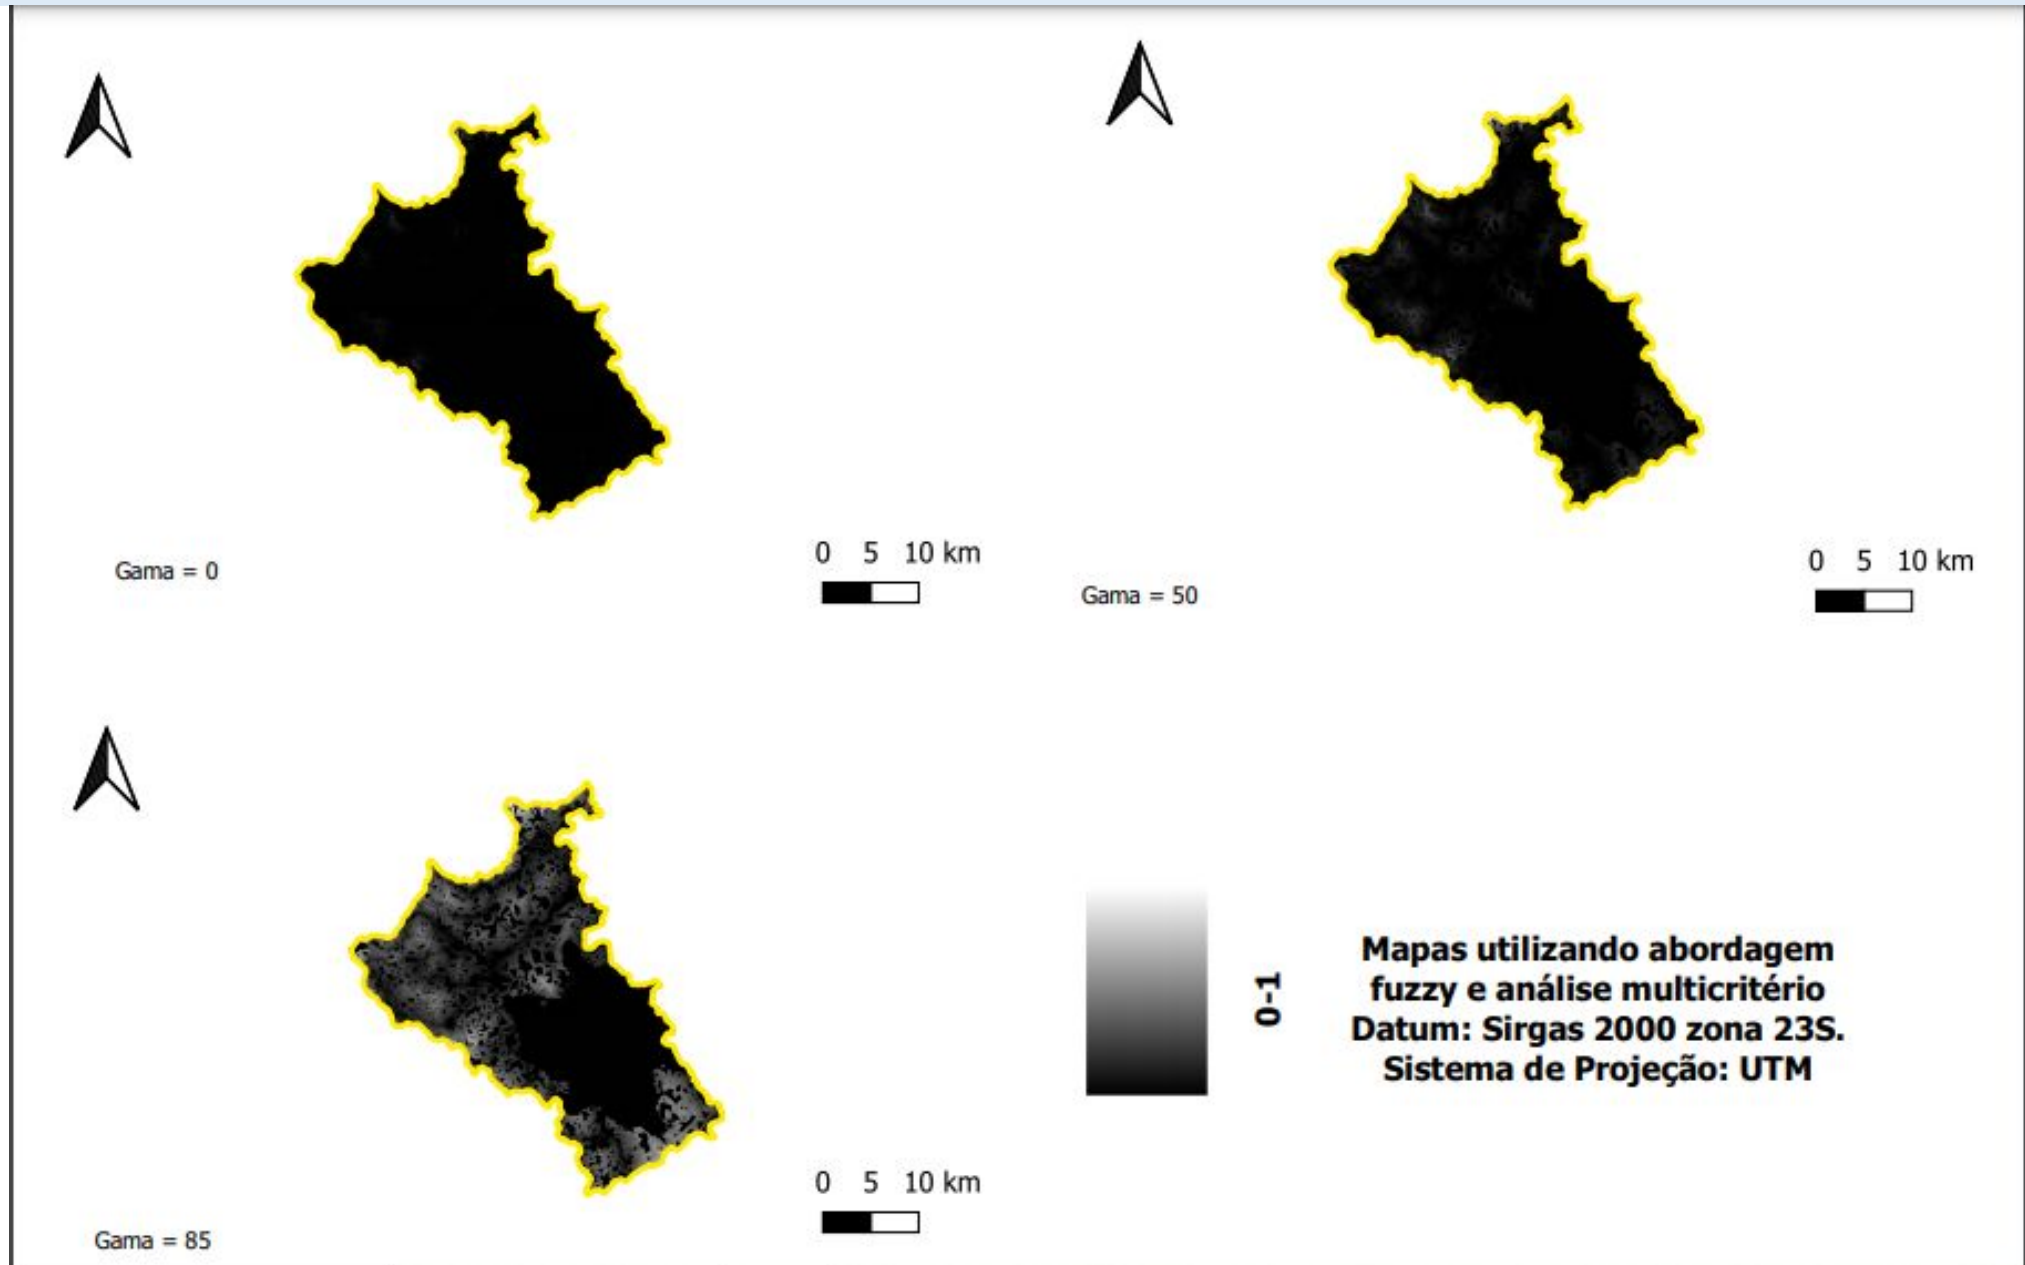 0 5 10 km
Gama = 0
0 5 10 km
Gama = 50
0-1
Mapas utilizando abordagem
fuzzy e análise multicritério
Datum: Sirgas 2000 zona 23S.
Sistema de Projeção: UTM
0 5 10 km
Gama = 85